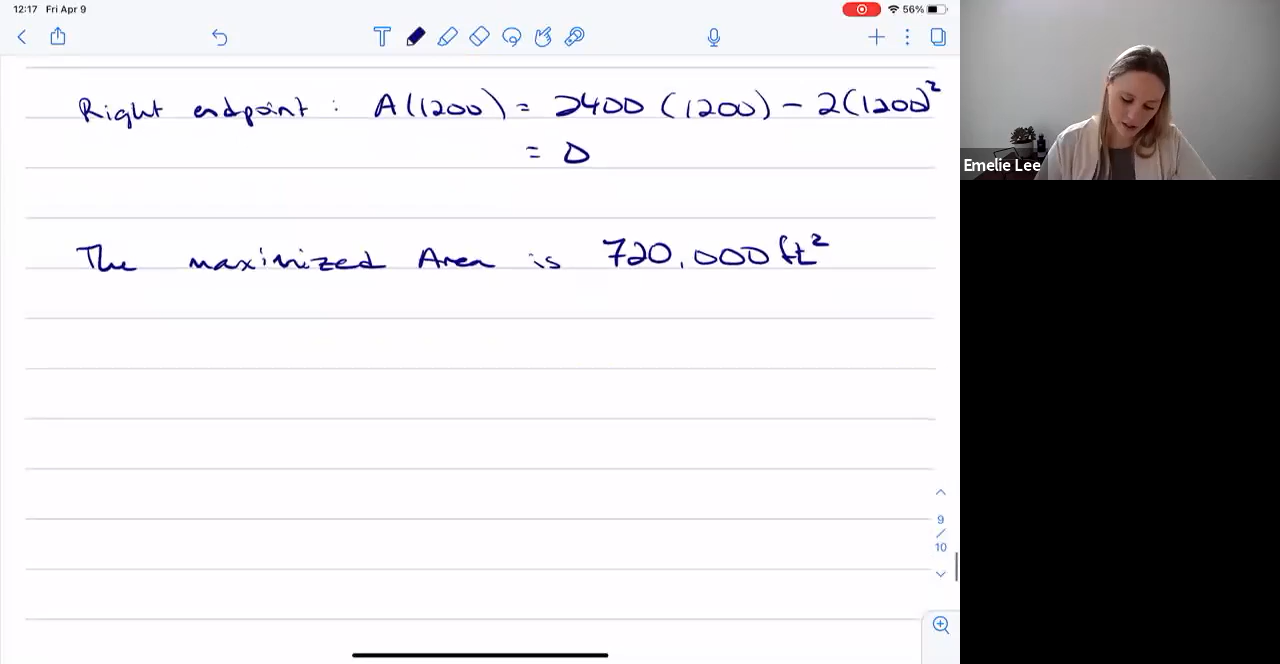 12:17 Fri Apr 9
56%
Right endpoint : A(1200) = 2400 (1200) - 2(1200)²
= 0
The maximized Area is 720,000 ft²
Emelie Lee
9
/
10